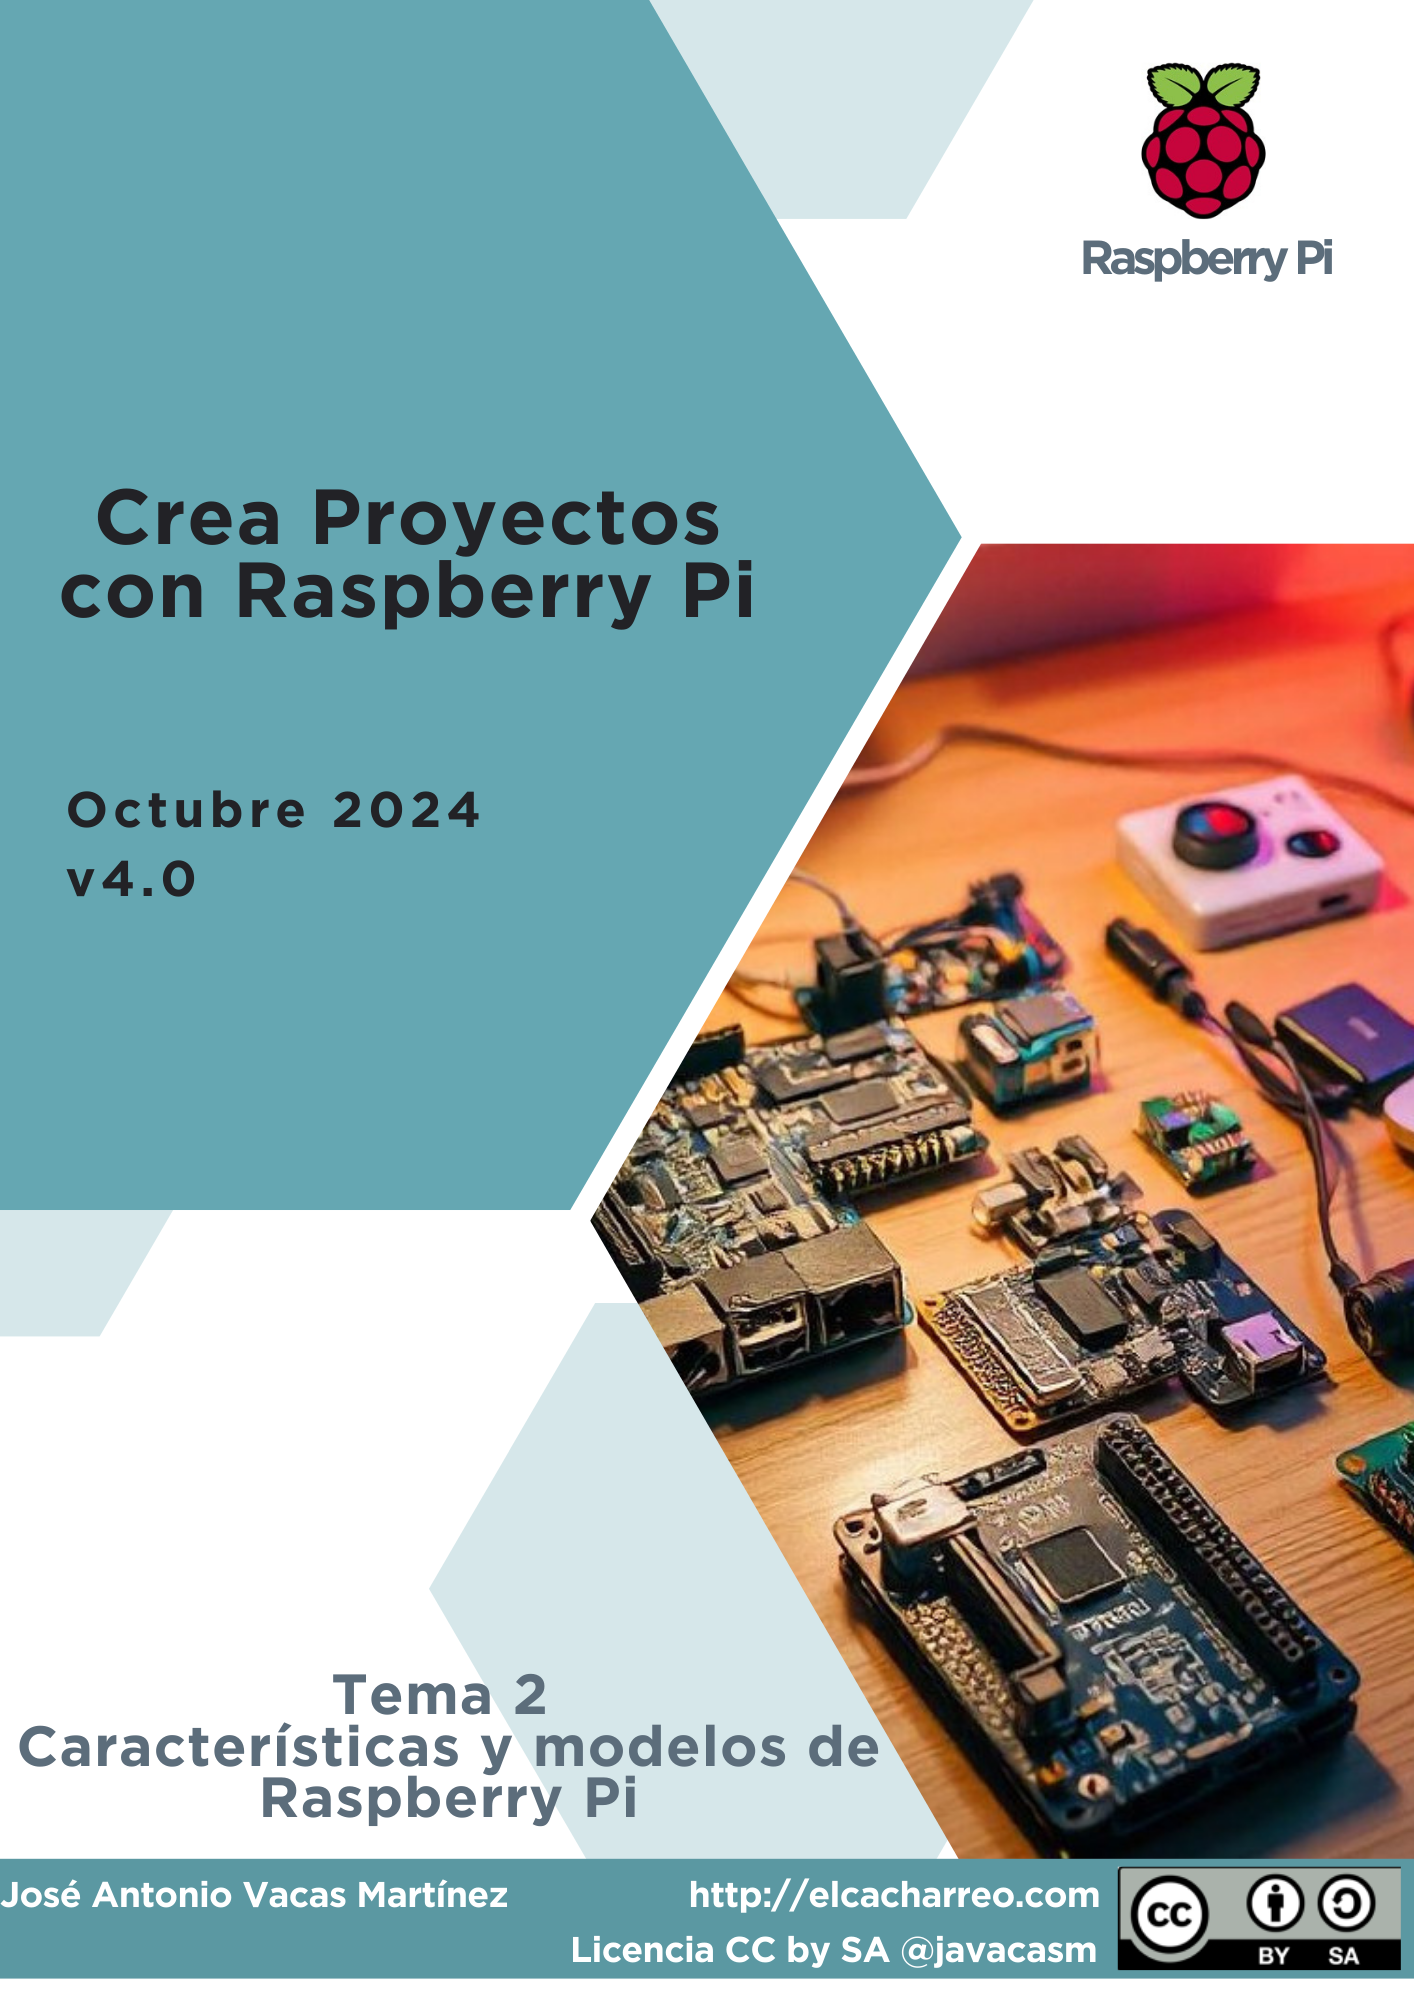 Raspberry Pi
Crea Proyectos
con Raspberry Pi
Octubre 2024
v4.0
Tema 2
Características y modelos de
Raspberry Pi
José Antonio Vacas Martínez
http://elcacharreo.com
Licencia CC by SA @javacasm
cc
BY SA